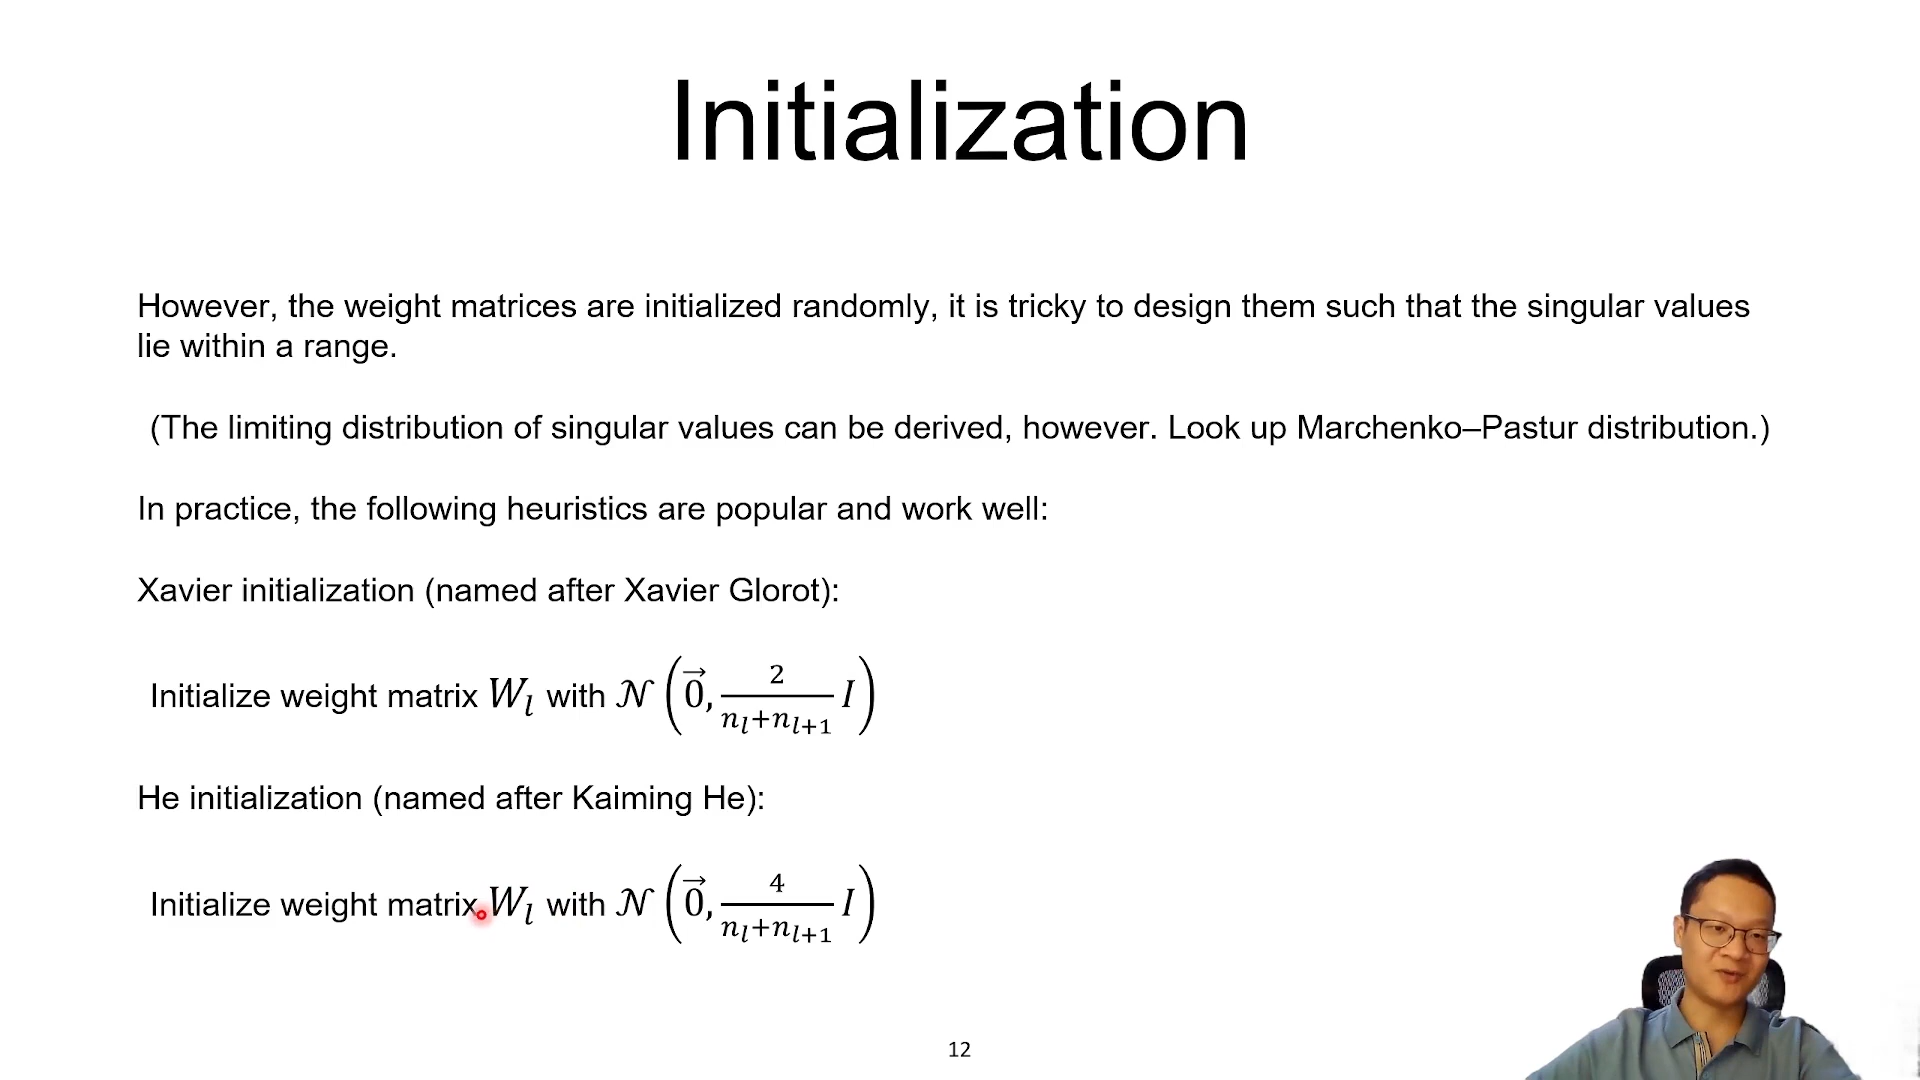 Initialization
However, the weight matrices are initialized randomly, it is tricky to design them such that the singular values
lie within a range.
(The limiting distribution of singular values can be derived, however. Look up Marchenko–Pastur distribution.)
In practice, the following heuristics are popular and work well:
Xavier initialization (named after Xavier Glorot):
Initialize weight matrix $W_l$ with $\mathcal{N}\left(\vec{0}, \frac{2}{n_l+n_{l+1}} I\right)$
He initialization (named after Kaiming He):
Initialize weight matrix $W_l$ with $\mathcal{N}\left(\vec{0}, \frac{4}{n_l+n_{l+1}} I\right)$
12